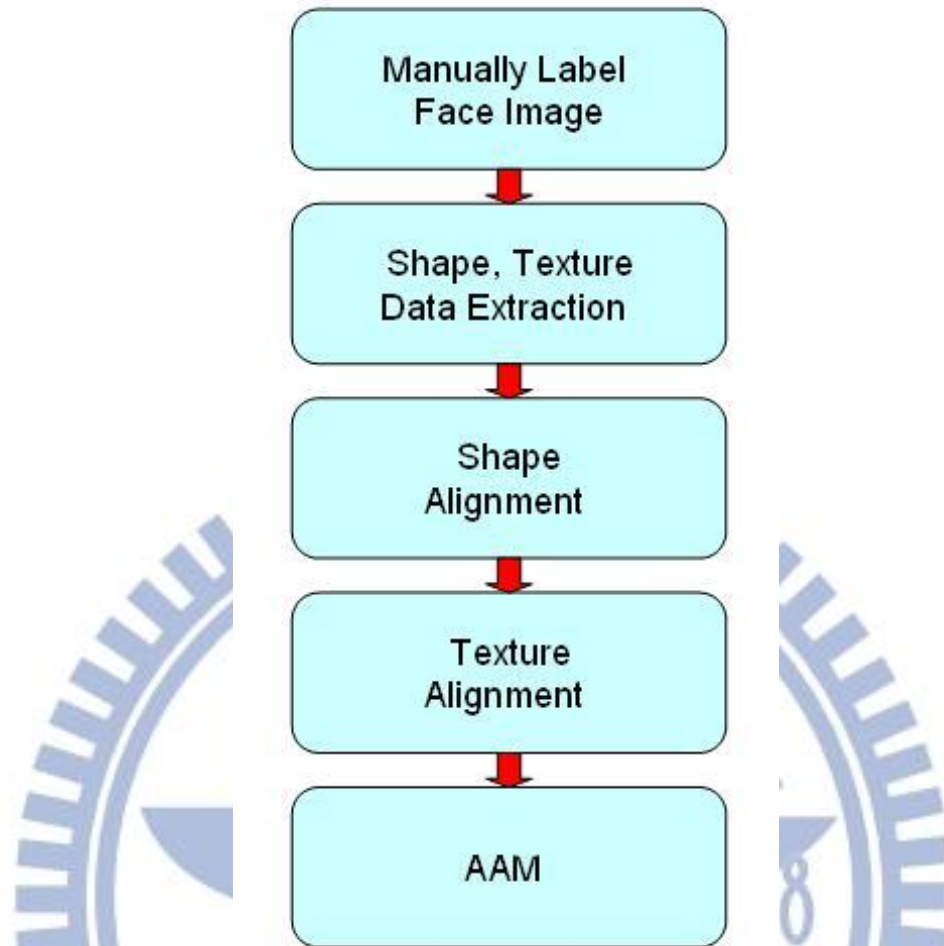 Manually Label
Face Image
Shape, Texture
Data Extraction
Shape
Alignment
Texture
Alignment
AAM